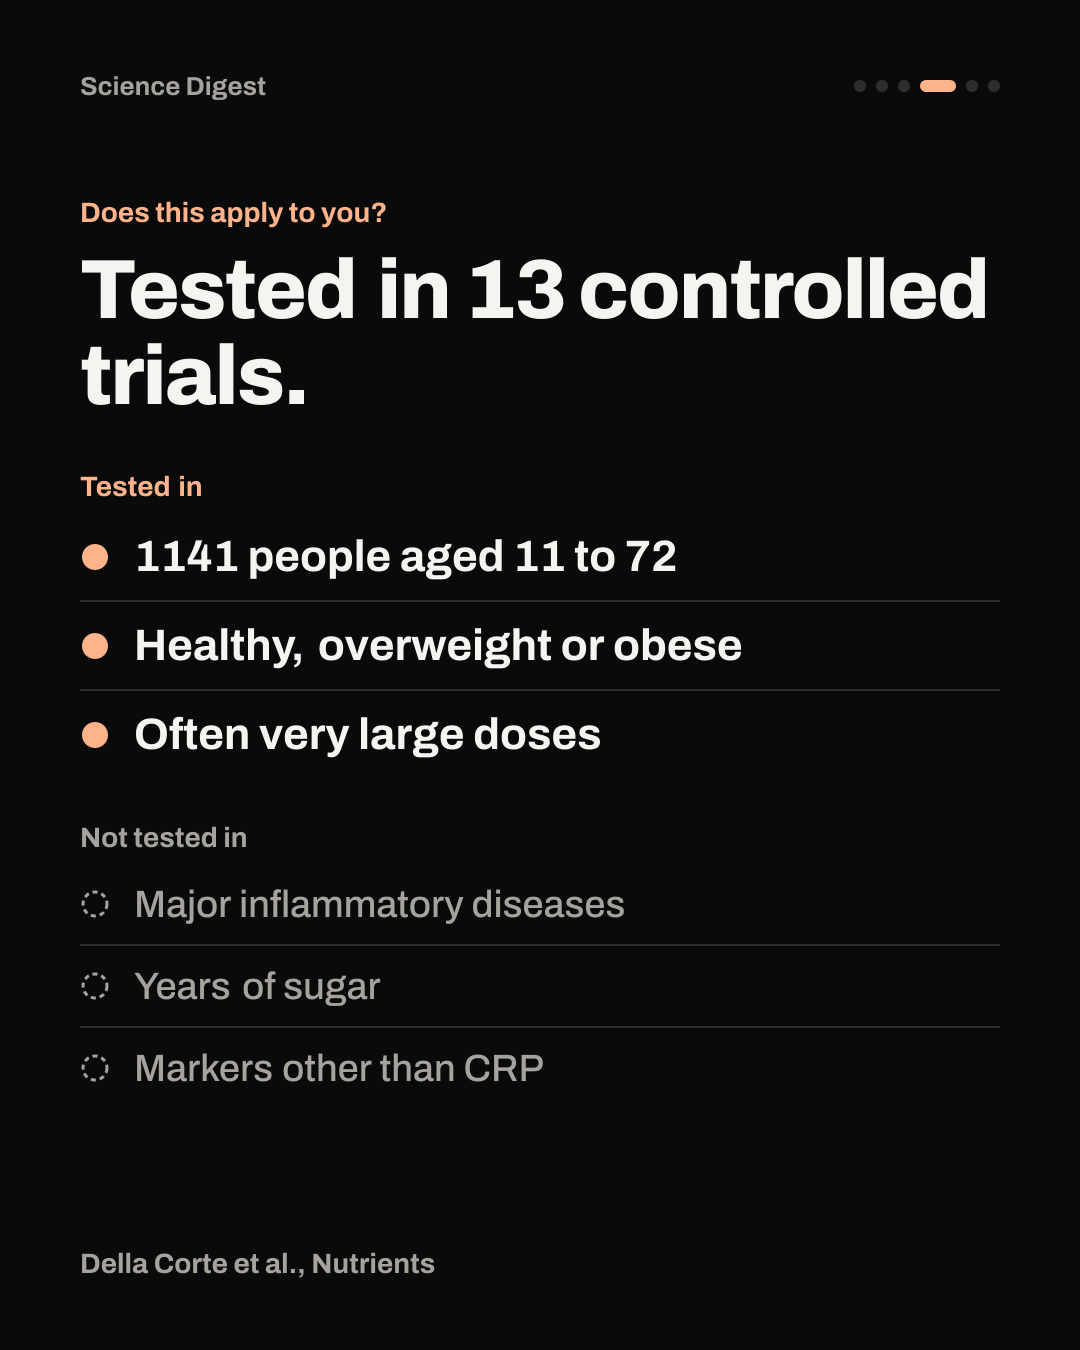 Science Digest
Does this apply to you?
Tested in 13 controlled
trials.
Tested in
1141 people aged 11 to 72
Healthy, overweight or obese
Often very large doses
Not tested in
Major inflammatory diseases
Years of sugar
Markers other than CRP
Della Corte et al., Nutrients